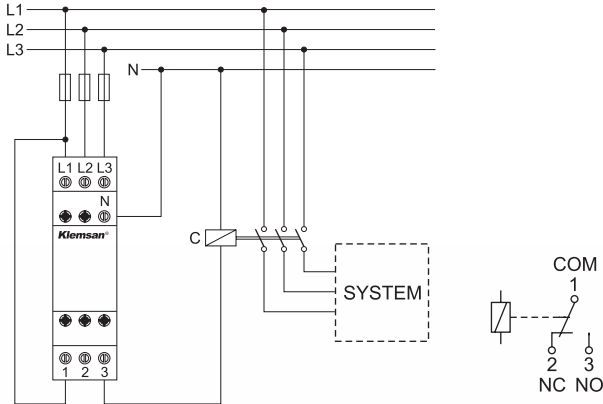 L1
L2
L3
N
L1 L2 L3
N
Klemsan®
C
SYSTEM
1 2 3
COM
1
2 3
NC NO